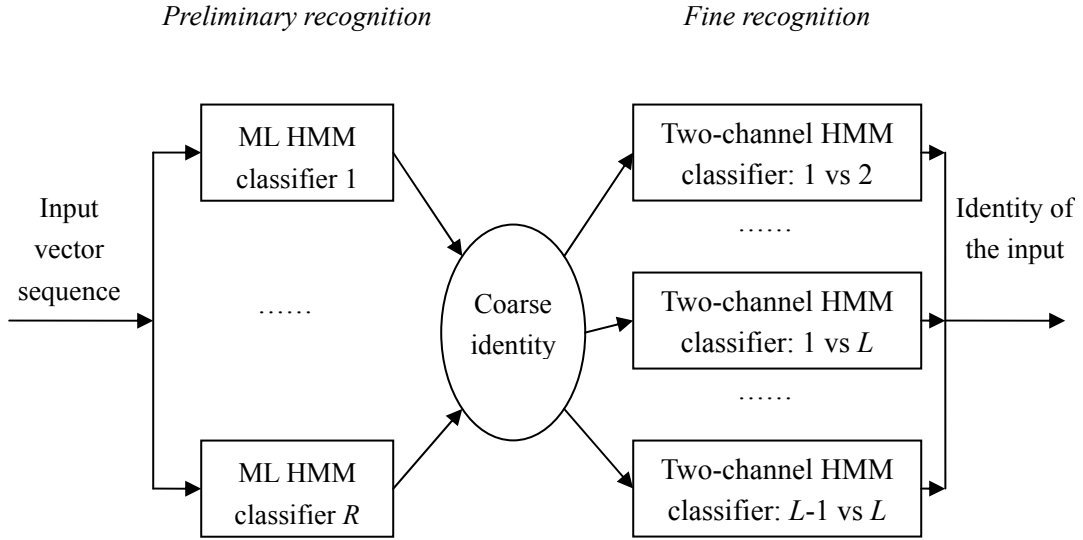 Preliminary recognition
Fine recognition
ML HMM
classifier 1
Two-channel HMM
classifier: 1 vs 2
Input
vector
sequence
……
Coarse
identity
……
Two-channel HMM
classifier: 1 vs L
……
Identity of
the input
ML HMM
classifier R
Two-channel HMM
classifier: L-1 vs L